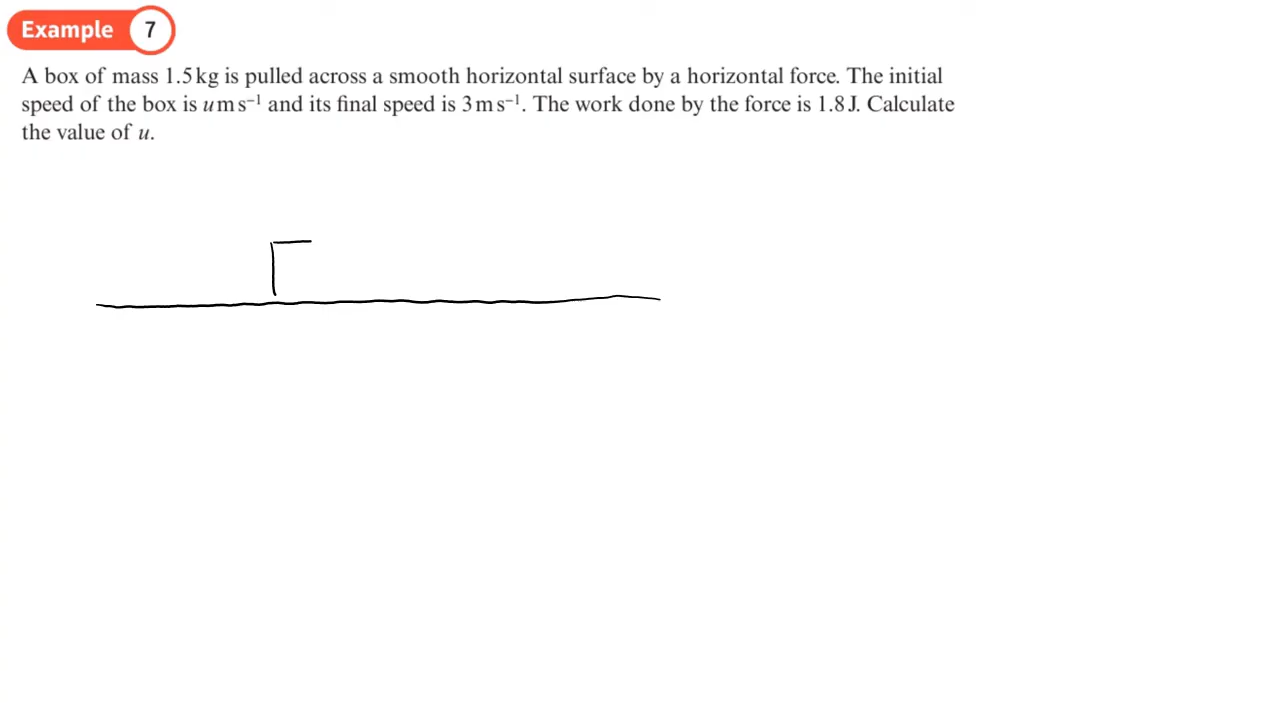 Example 7
A box of mass 1.5 kg is pulled across a smooth horizontal surface by a horizontal force. The initial
speed of the box is u m s⁻¹ and its final speed is 3 m s⁻¹. The work done by the force is 1.8 J. Calculate
the value of u.